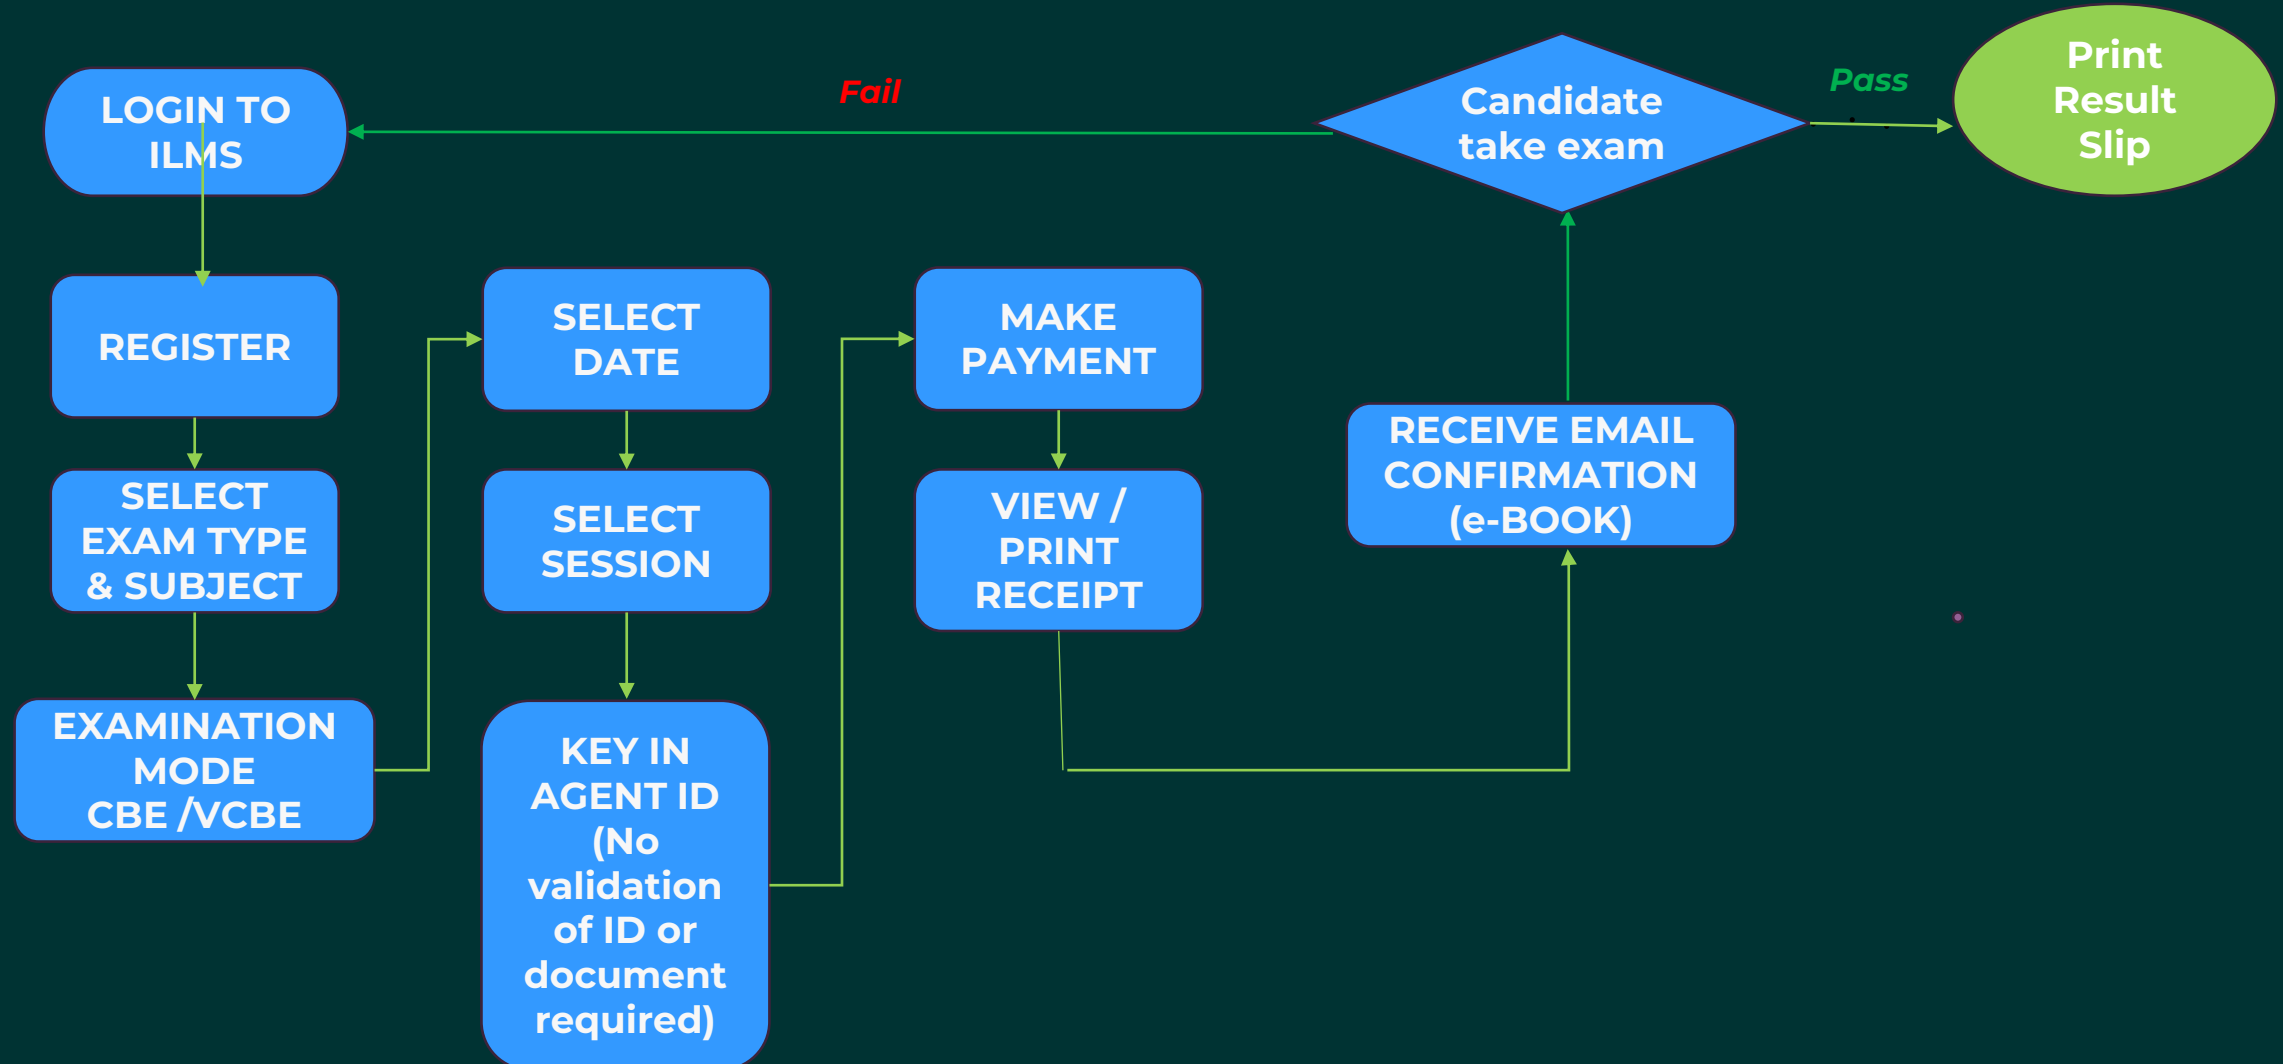 LOGIN TO
ILMS
REGISTER
SELECT
EXAM TYPE
& SUBJECT
EXAMINATION
MODE
CBE /VCBE
SELECT
DATE
SELECT
SESSION
KEY IN
AGENT ID
(No
validation
of ID or
document
required)
MAKE
PAYMENT
VIEW /
PRINT
RECEIPT
RECEIVE EMAIL
CONFIRMATION
(e-BOOK)
Candidate
take exam
Fail
Pass
Print
Result
Slip